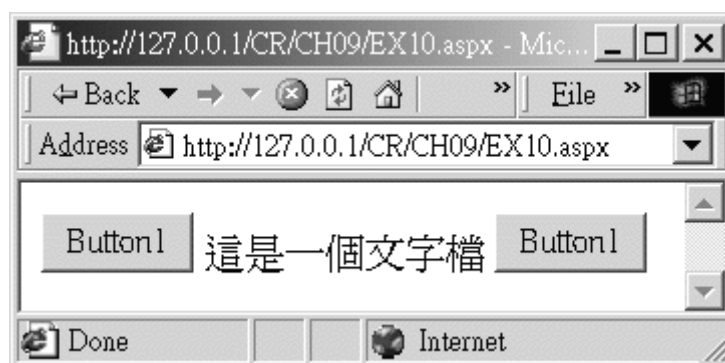 http://127.0.0.1/CR/CH09/EX10.aspx - Mic...
Back » File »
Address http://127.0.0.1/CR/CH09/EX10.aspx
Button1 這是一個文字檔 Button1
Done Internet